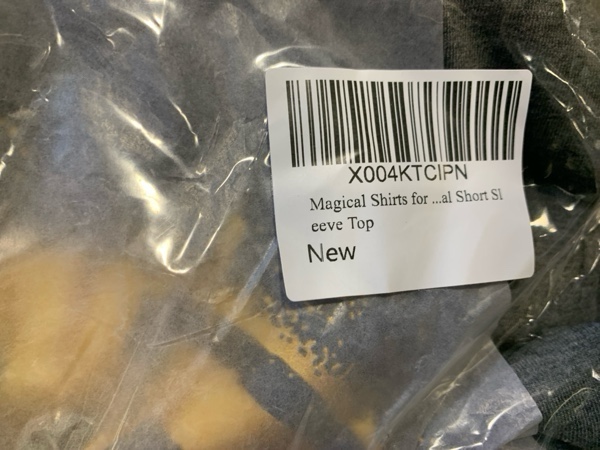 X004KTCIPN
Magical Shirts for ...al Short Sl
eeve Top
New